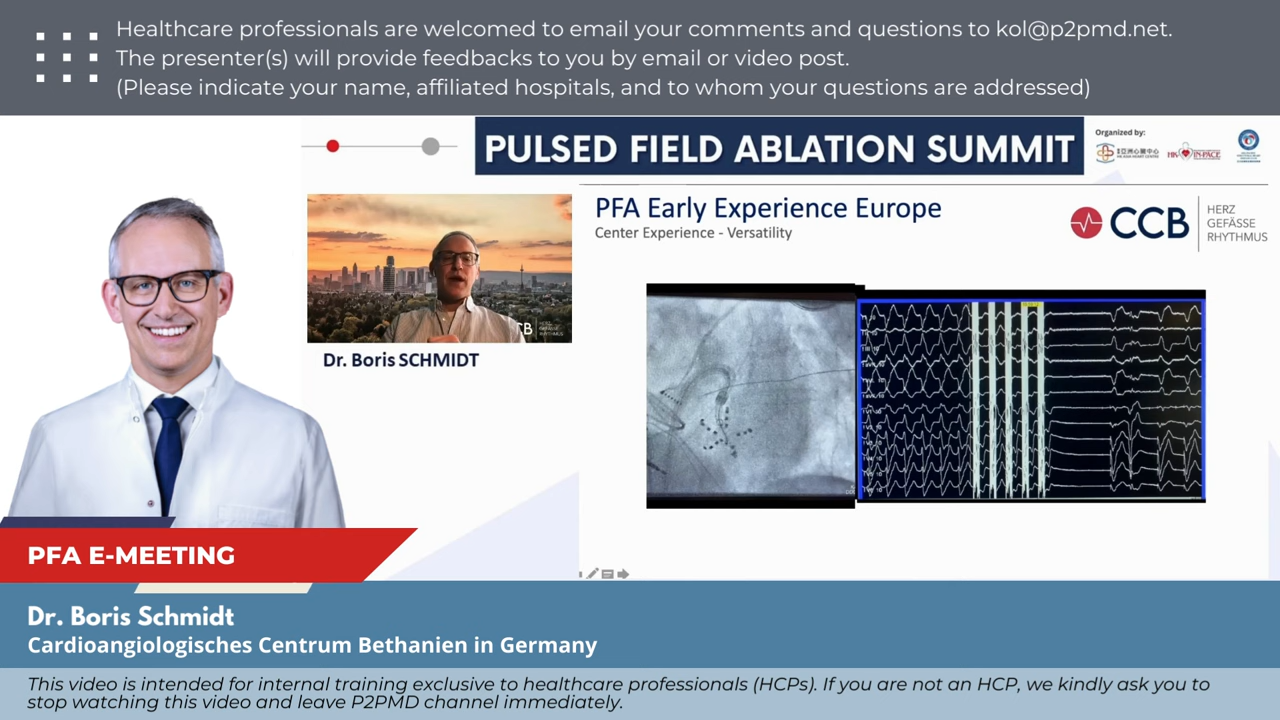 Healthcare professionals are welcomed to email your comments and questions to kol@p2pmd.net.
The presenter(s) will provide feedbacks to you by email or video post.
(Please indicate your name, affiliated hospitals, and to whom your questions are addressed)
PULSED FIELD ABLATION SUMMIT
Organized by:
HK IN-PACE
PFA Early Experience Europe
Center Experience - Versatility
CCB
HERZ
GEFÄSSE
RHYTHMUS
CCB
Dr. Boris SCHMIDT
PFA E-MEETING
Dr. Boris Schmidt
Cardioangiologisches Centrum Bethanien in Germany
This video is intended for internal training exclusive to healthcare professionals (HCPs). If you are not an HCP, we kindly ask you to
stop watching this video and leave P2PMD channel immediately.